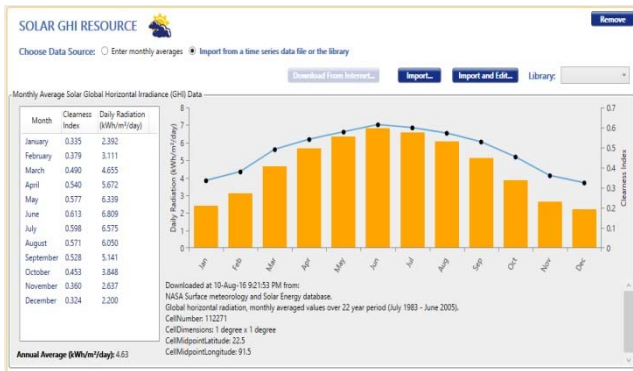 SOLAR GHI RESOURCE
Remove
Choose Data Source: Enter monthly averages Import from a time series data file or the library
Download From Internet... Import... Import and Edit... Library:
Monthly Average Solar Global Horizontal Irradiance (GHI) Data
Month Clearness Index Daily Radiation (kWh/m²/day)
January 0.335 2.392
February 0.379 3.111
March 0.490 4.655
April 0.540 5.672
May 0.577 6.339
June 0.613 6.809
July 0.598 6.575
August 0.571 6.050
September 0.528 5.141
October 0.453 3.848
November 0.360 2.637
December 0.324 2.200
Annual Average (kWh/m²/day): 4.63
Daily Radiation (kWh/m²/day)
8
7
6
5
4
3
2
1
0
Jan Feb Mar Apr May Jun Jul Aug Sep Oct Nov Dec
0.7
0.6
0.5
0.4
0.3
0.2
0.1
0
Clearness Index
Downloaded at 10-Aug-16 9:21:53 PM from:
NASA Surface meteorology and Solar Energy database.
Global horizontal radiation, monthly averaged values over 22 year period (July 1983 - June 2005).
CellNumber: 112271
CellDimensions: 1 degree x 1 degree
CellMidpointLatitude: 22.5
CellMidpointLongitude: 91.5